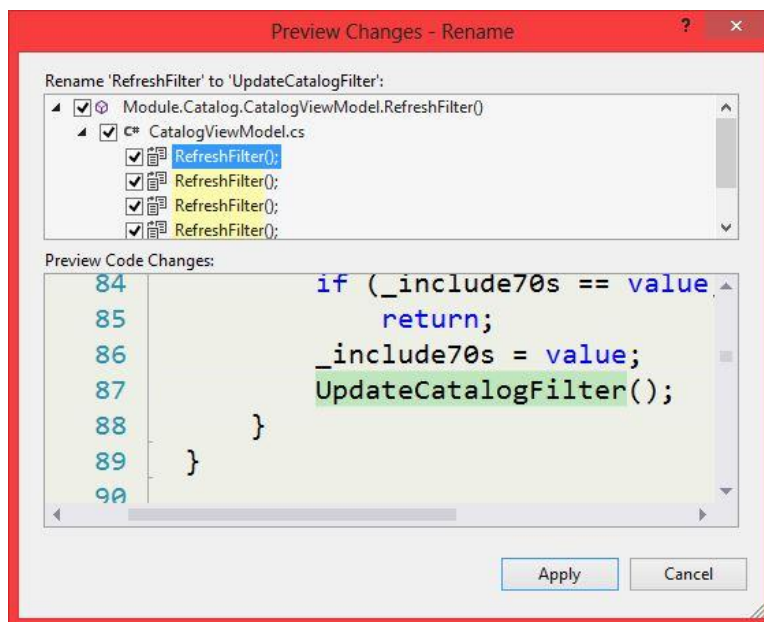 Preview Changes - Rename
? ×
Rename 'RefreshFilter' to 'UpdateCatalogFilter':
Module.Catalog.CatalogViewModel.RefreshFilter()
C# CatalogViewModel.cs
RefreshFilter();
RefreshFilter();
RefreshFilter();
RefreshFilter();
Preview Code Changes:
84 if (_include70s == value
85 return;
86 _include70s = value;
87 UpdateCatalogFilter();
88 }
89 }
90
Apply Cancel